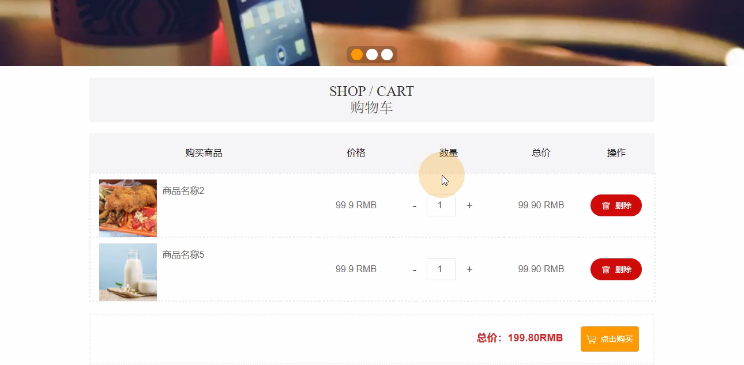 SHOP / CART
购物车
购买商品 价格 数量 总价 操作
商品名称2
99.9 RMB - 1 + 99.90 RMB 删除
商品名称5
99.9 RMB - 1 + 99.90 RMB 删除
总价：199.80RMB 点击购买